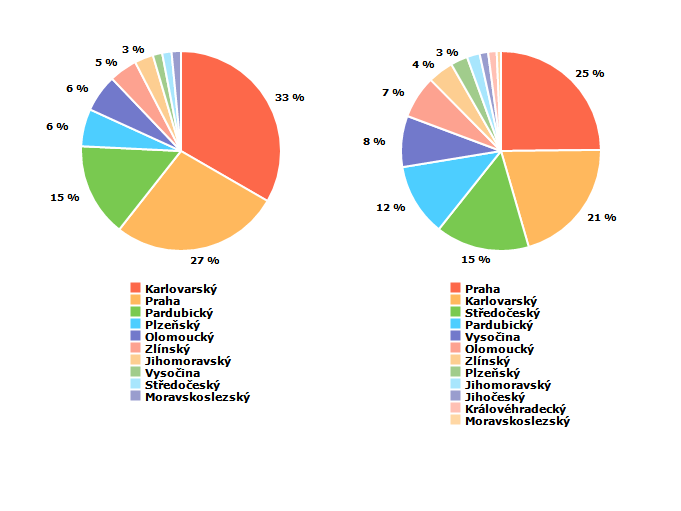 3 %
5 %
6 %
6 %
15 %
27 %
33 %
Karlovarský
Praha
Pardubický
Plzeňský
Olomoucký
Zlínský
Jihomoravský
Vysočina
Středočeský
Moravskoslezský
3 %
4 %
7 %
8 %
12 %
15 %
21 %
25 %
Praha
Karlovarský
Středočeský
Pardubický
Vysočina
Olomoucký
Zlínský
Plzeňský
Jihomoravský
Jihočeský
Královéhradecký
Moravskoslezský